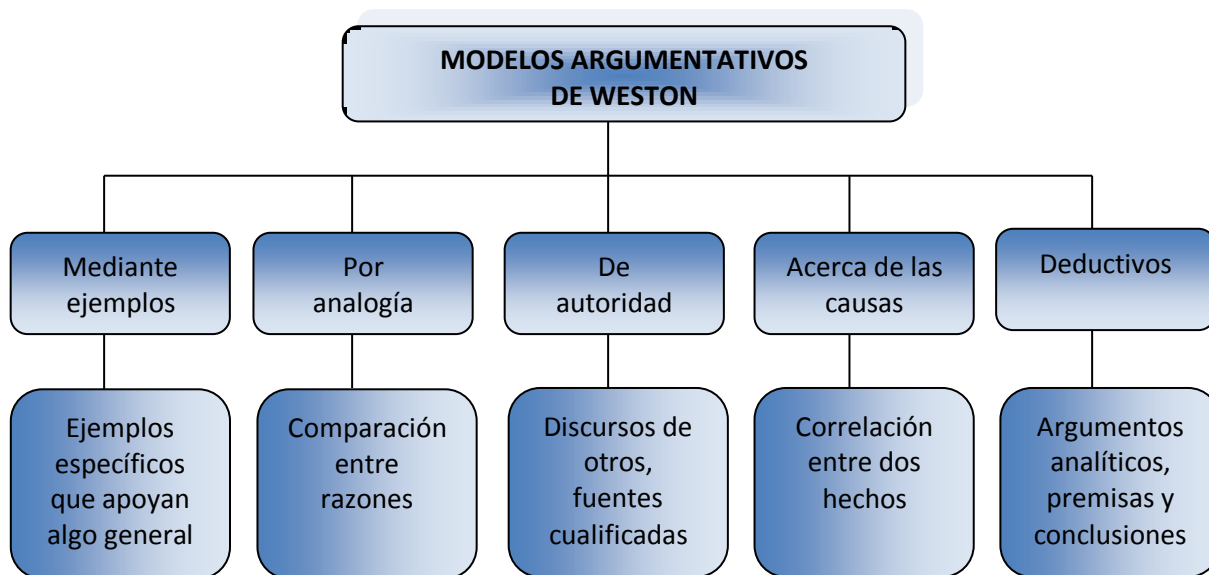 MODELOS ARGUMENTATIVOS
DE WESTON
Mediante
ejemplos
Por
analogía
De
autoridad
Acerca de las
causas
Deductivos
Ejemplos
específicos
que apoyan
algo general
Comparación
entre
razones
Discursos de
otros,
fuentes
cualificadas
Correlación
entre dos
hechos
Argumentos
analíticos,
premisas y
conclusiones